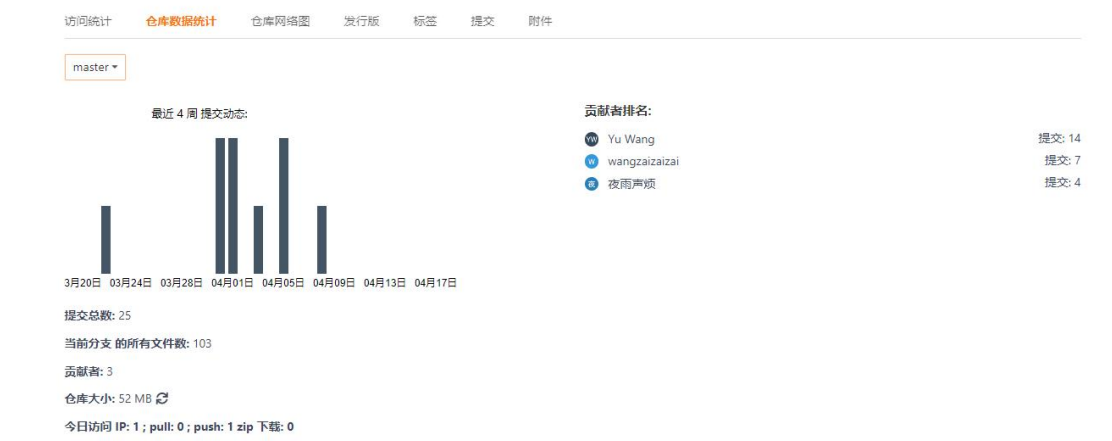 访问统计 仓库数据统计 仓库网络图 发行版 标签 提交 附件
master
最近 4 周 提交动态:
3月20日 03月24日 03月28日 04月01日 04月05日 04月09日 04月13日 04月17日
提交总数: 25
当前分支 的所有文件数: 103
贡献者: 3
仓库大小: 52 MB
今日访问 IP: 1 ; pull: 0 ; push: 1 zip 下载: 0
贡献者排名:
YW Yu Wang 提交: 14
W wangzaizaizai 提交: 7
夜 夜雨声烦 提交: 4